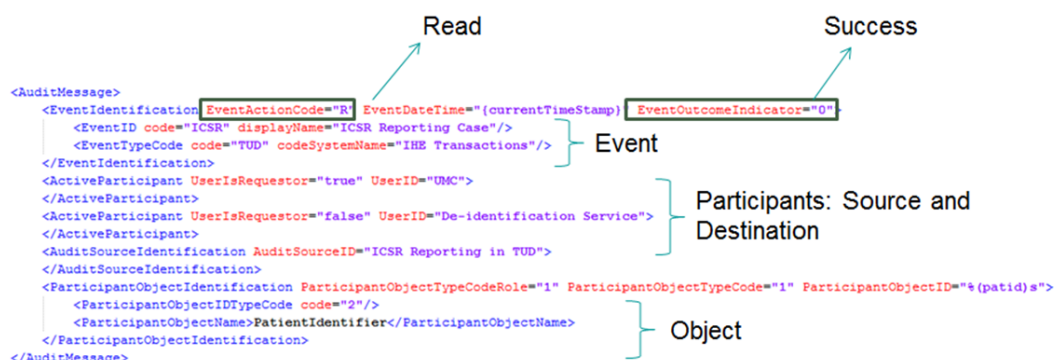 Read
Success
<AuditMessage>
<EventIdentification EventActionCode="R" EventDateTime="{currentTimeStamp}" EventOutcomeIndicator="0">
<EventID code="ICSR" displayName="ICSR Reporting Case"/>
<EventTypeCode code="TUD" codeSystemName="IHE Transactions"/>
Event
</EventIdentification>
<ActiveParticipant UserIsRequestor="true" UserID="UMC">
</ActiveParticipant>
Participants: Source and
Destination
<ActiveParticipant UserIsRequestor="false" UserID="De-identification Service">
</ActiveParticipant>
<AuditSourceIdentification AuditSourceID="ICSR Reporting in TUD">
</AuditSourceIdentification>
<ParticipantObjectIdentification ParticipantObjectTypeCodeRole="1" ParticipantObjectTypeCode="1" ParticipantObjectID="%(patid)s">
<ParticipantObjectIDTypeCode code="2"/>
<ParticipantObjectName>PatientIdentifier</ParticipantObjectName>
Object
</ParticipantObjectIdentification>
</AuditMessage>